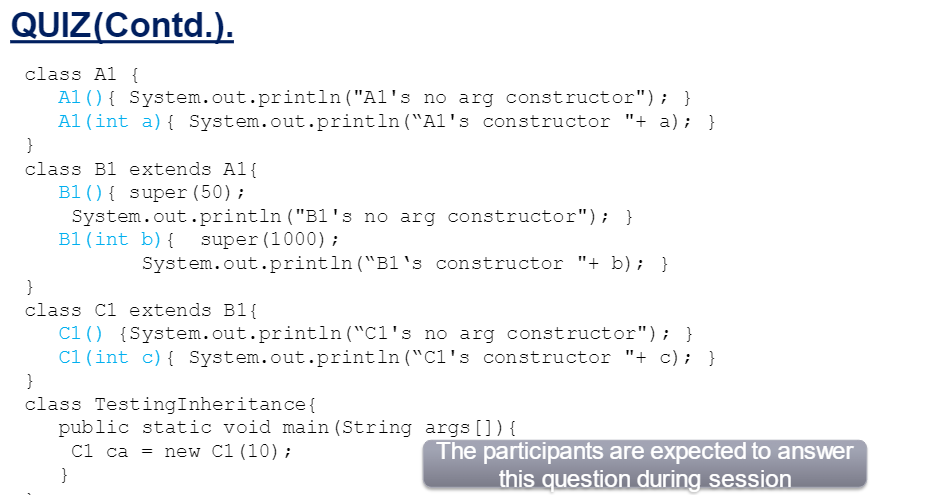 QUIZ(Contd.).
class A1 {
A1(){ System.out.println("A1's no arg constructor"); }
A1(int a){ System.out.println(“A1's constructor "+ a); }
}
class B1 extends A1{
B1(){ super(50);
System.out.println("B1's no arg constructor"); }
B1(int b){ super(1000);
System.out.println(“B1‘s constructor "+ b); }
}
class C1 extends B1{
C1() {System.out.println(“C1's no arg constructor"); }
C1(int c){ System.out.println(“C1's constructor "+ c); }
}
class TestingInheritance{
public static void main(String args[]){
C1 ca = new C1(10);
}
The participants are expected to answer
this question during session